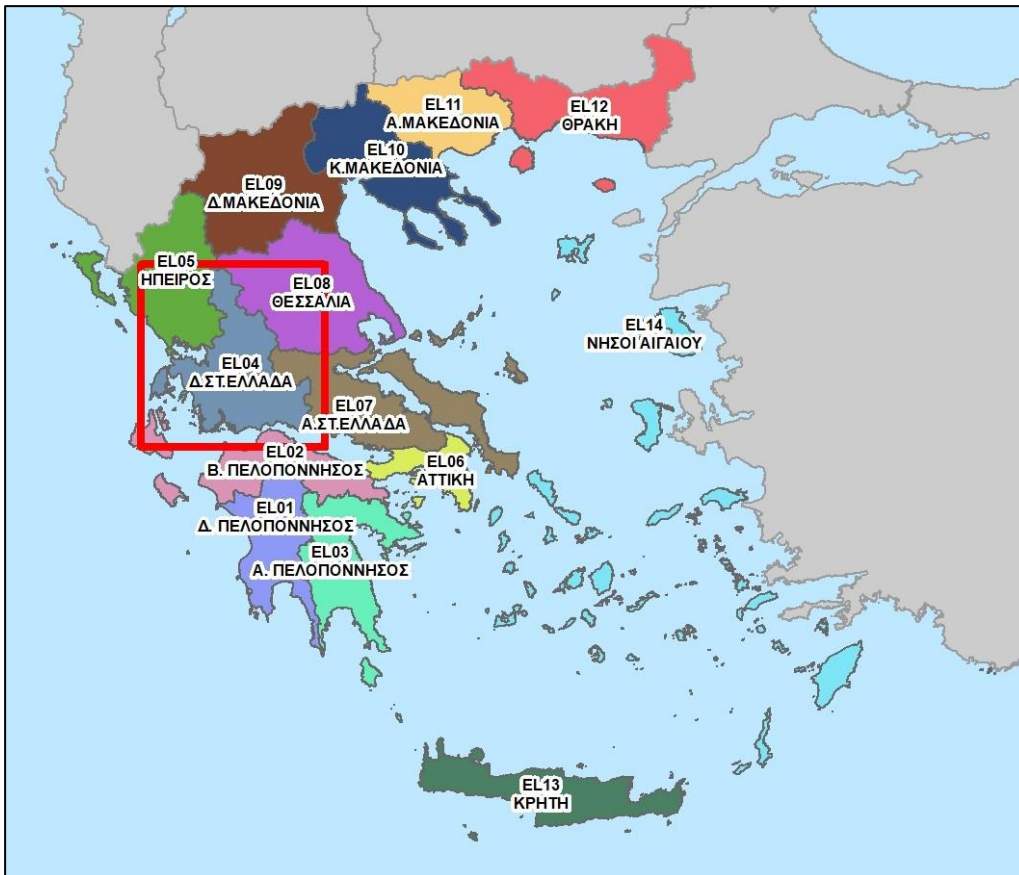 EL11
Α.ΜΑΚΕΔΟΝΙΑ
EL12
ΘΡΑΚΗ
EL10
Κ.ΜΑΚΕΔΟΝΙΑ
EL09
Δ.ΜΑΚΕΔΟΝΙΑ
EL05
ΗΠΕΙΡΟΣ
EL08
ΘΕΣΣΑΛΙΑ
EL14
ΝΗΣΟΙ ΑΙΓΑΙΟΥ
EL04
Δ.ΣΤ.ΕΛΛΑΔΑ
EL07
Α.ΣΤ.ΕΛΛΑΔΑ
EL02
Β. ΠΕΛΟΠΟΝΝΗΣΟΣ
EL06
ΑΤΤΙΚΗ
EL01
Δ. ΠΕΛΟΠΟΝΝΗΣΟΣ
EL03
Α. ΠΕΛΟΠΟΝΝΗΣΟΣ
EL13
ΚΡΗΤΗ